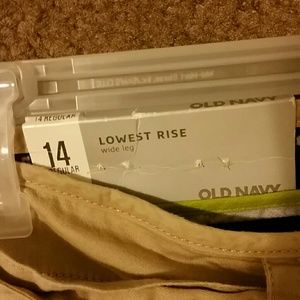 OLD NAVY
14 REGULAR
14
REGULAR
LOWEST RISE
wide leg
OLD NAVY